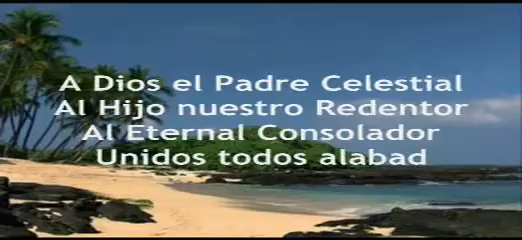 A Dios el Padre Celestial
Al Hijo nuestro Redentor
Al Eternal Consolador
Unidos todos alabad